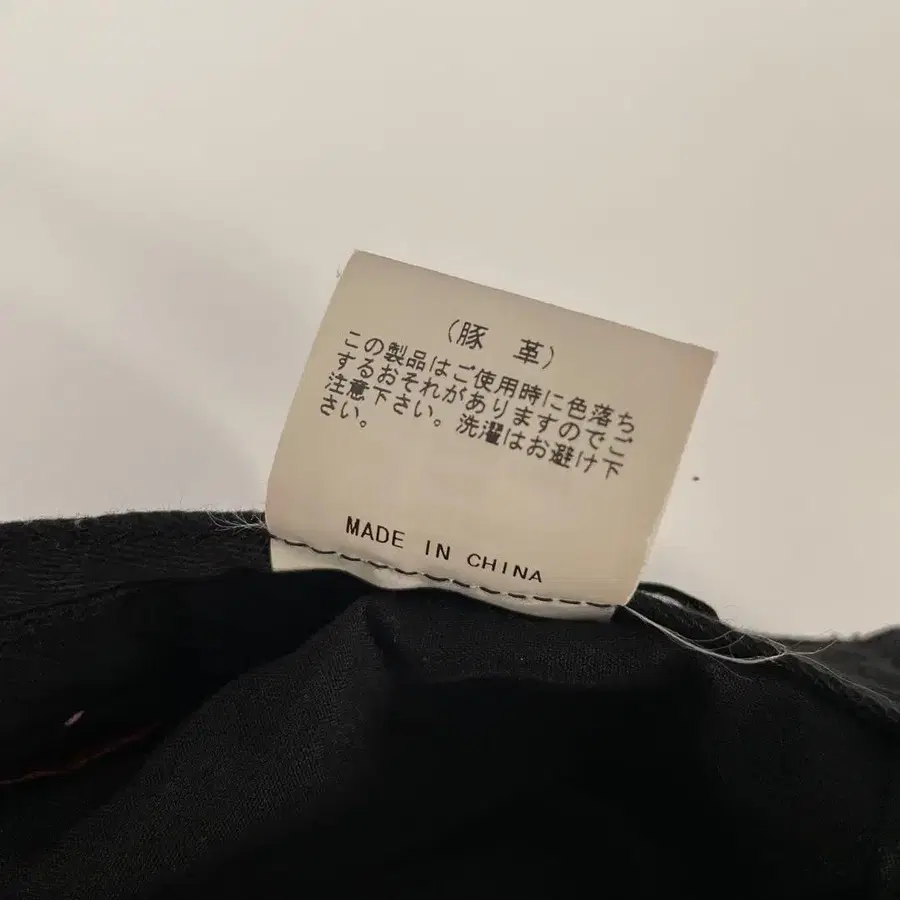 (豚 革)
この製品はご使用時に色落ち
するおそれがありますのでご
注意下さい。洗濯はお避け下
さい。
MADE IN CHINA